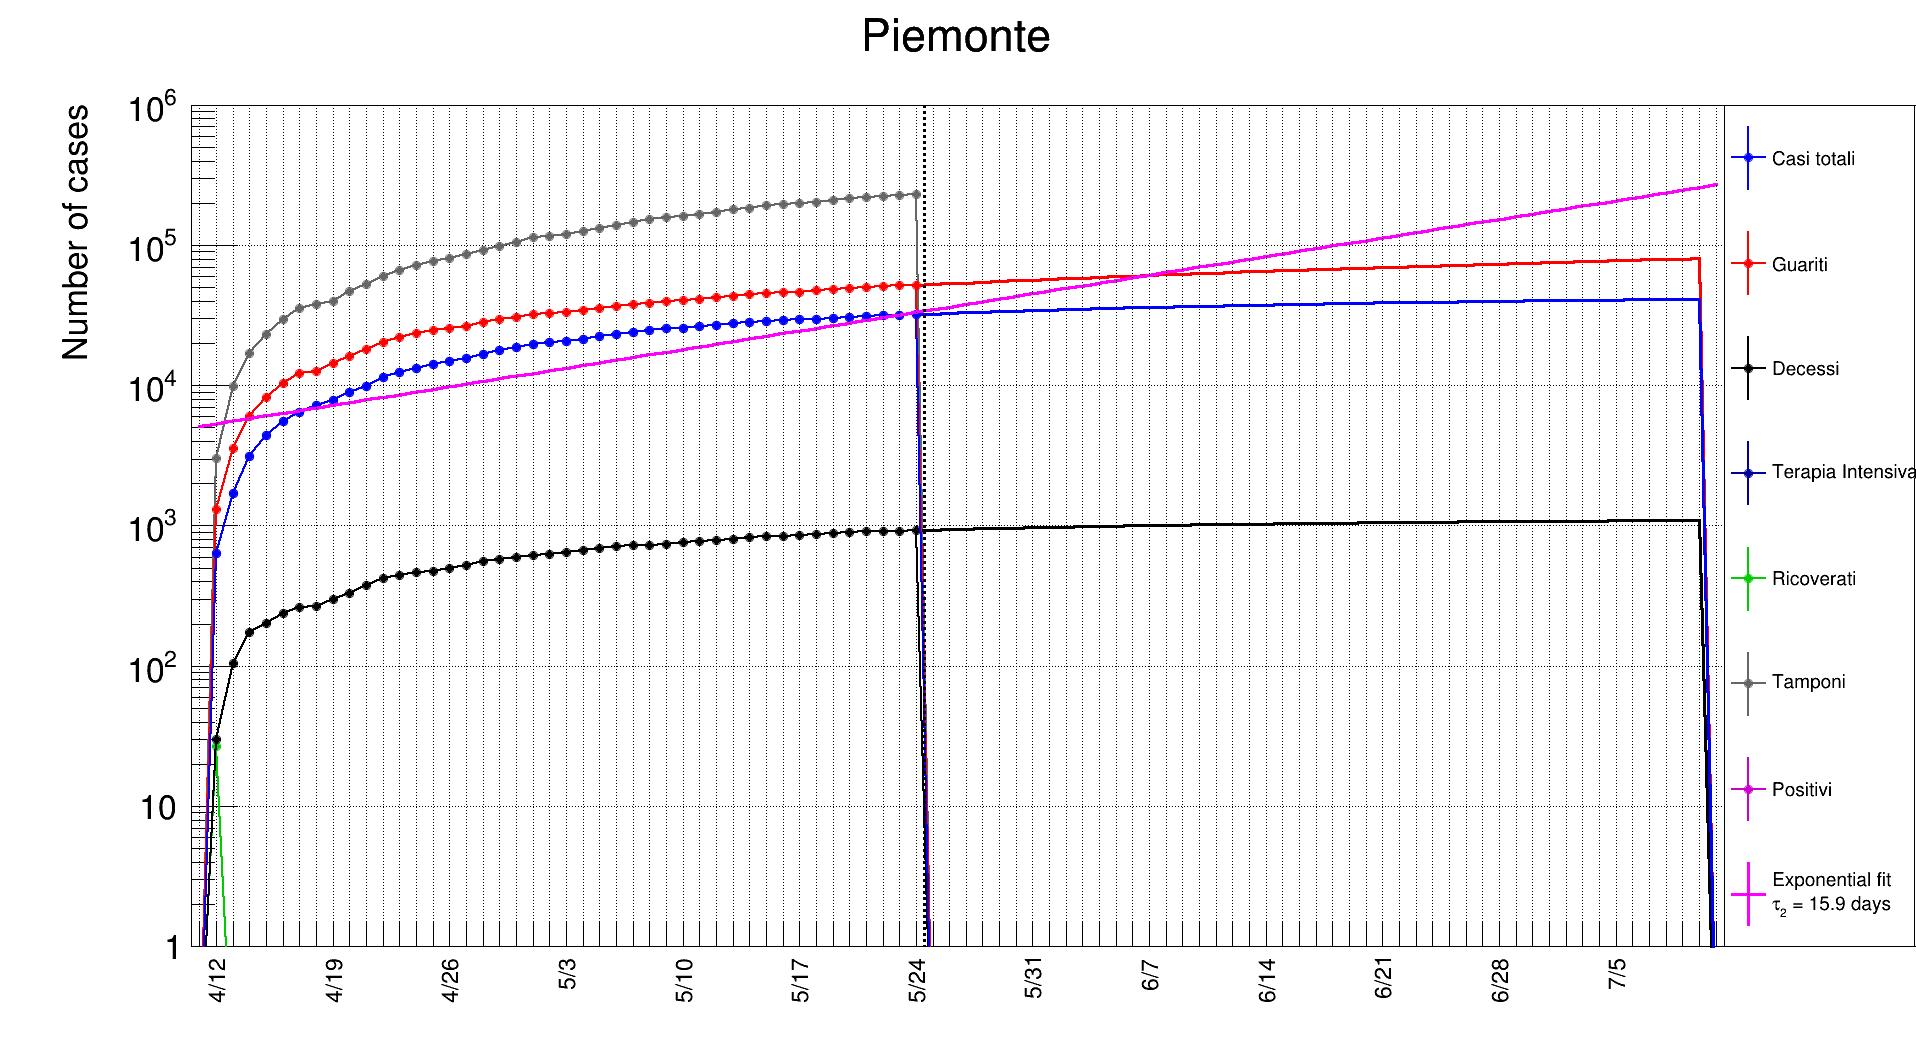 Piemonte
Number of cases
10^6
10^5
10^4
10^3
10^2
10
1
4/12 4/19 4/26 5/3 5/10 5/17 5/24 5/31 6/7 6/14 6/21 6/28 7/5
Casi totali
Guariti
Decessi
Terapia Intensiva
Ricoverati
Tamponi
Positivi
Exponential fit
τ₂ = 15.9 days